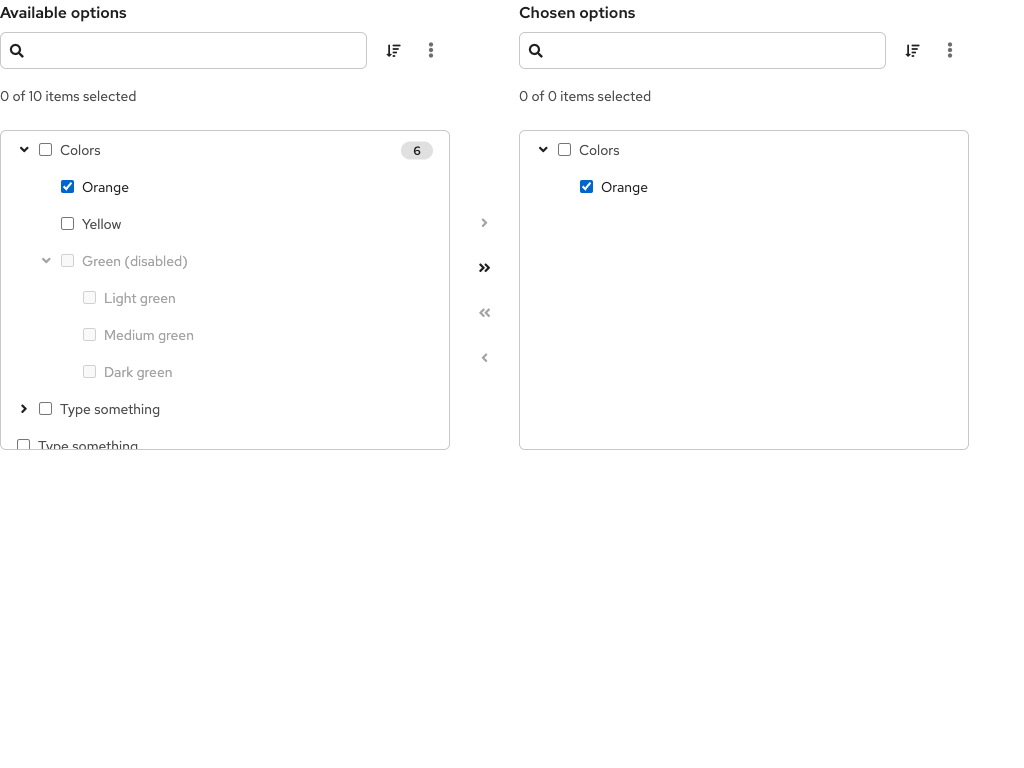 Available options
0 of 10 items selected
Colors 6
Orange
Yellow
Green (disabled)
Light green
Medium green
Dark green
Type something
Type something
Chosen options
0 of 0 items selected
Colors
Orange